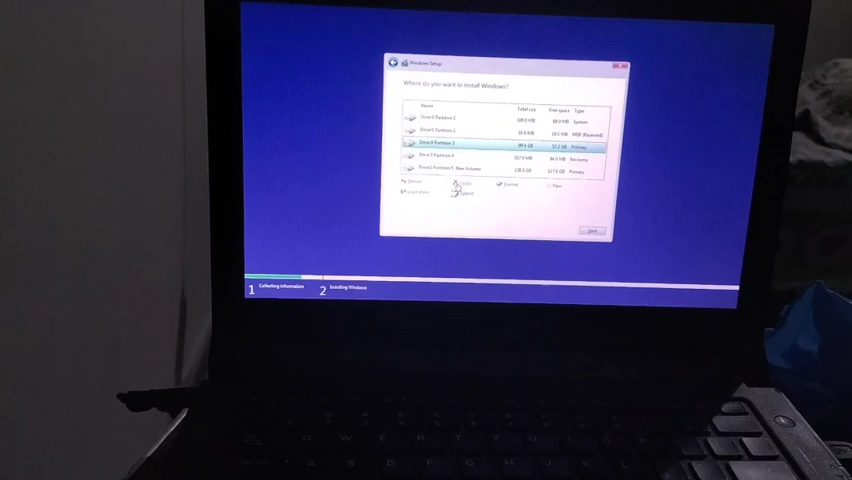 Windows Setup
Where do you want to install Windows?
Name Total size Free space Type
Drive 0 Partition 1 System
Drive 0 Partition 2 MSR (Reserved)
Drive 0 Partition 3 Primary
Drive 0 Partition 4 Recovery
Drive 0 Partition 5: New Volume Primary
Refresh Delete Format New
Load driver Extend
Next
1 Collecting information 2 Installing Windows
Q W E R T Y U
A S D F G H J K L